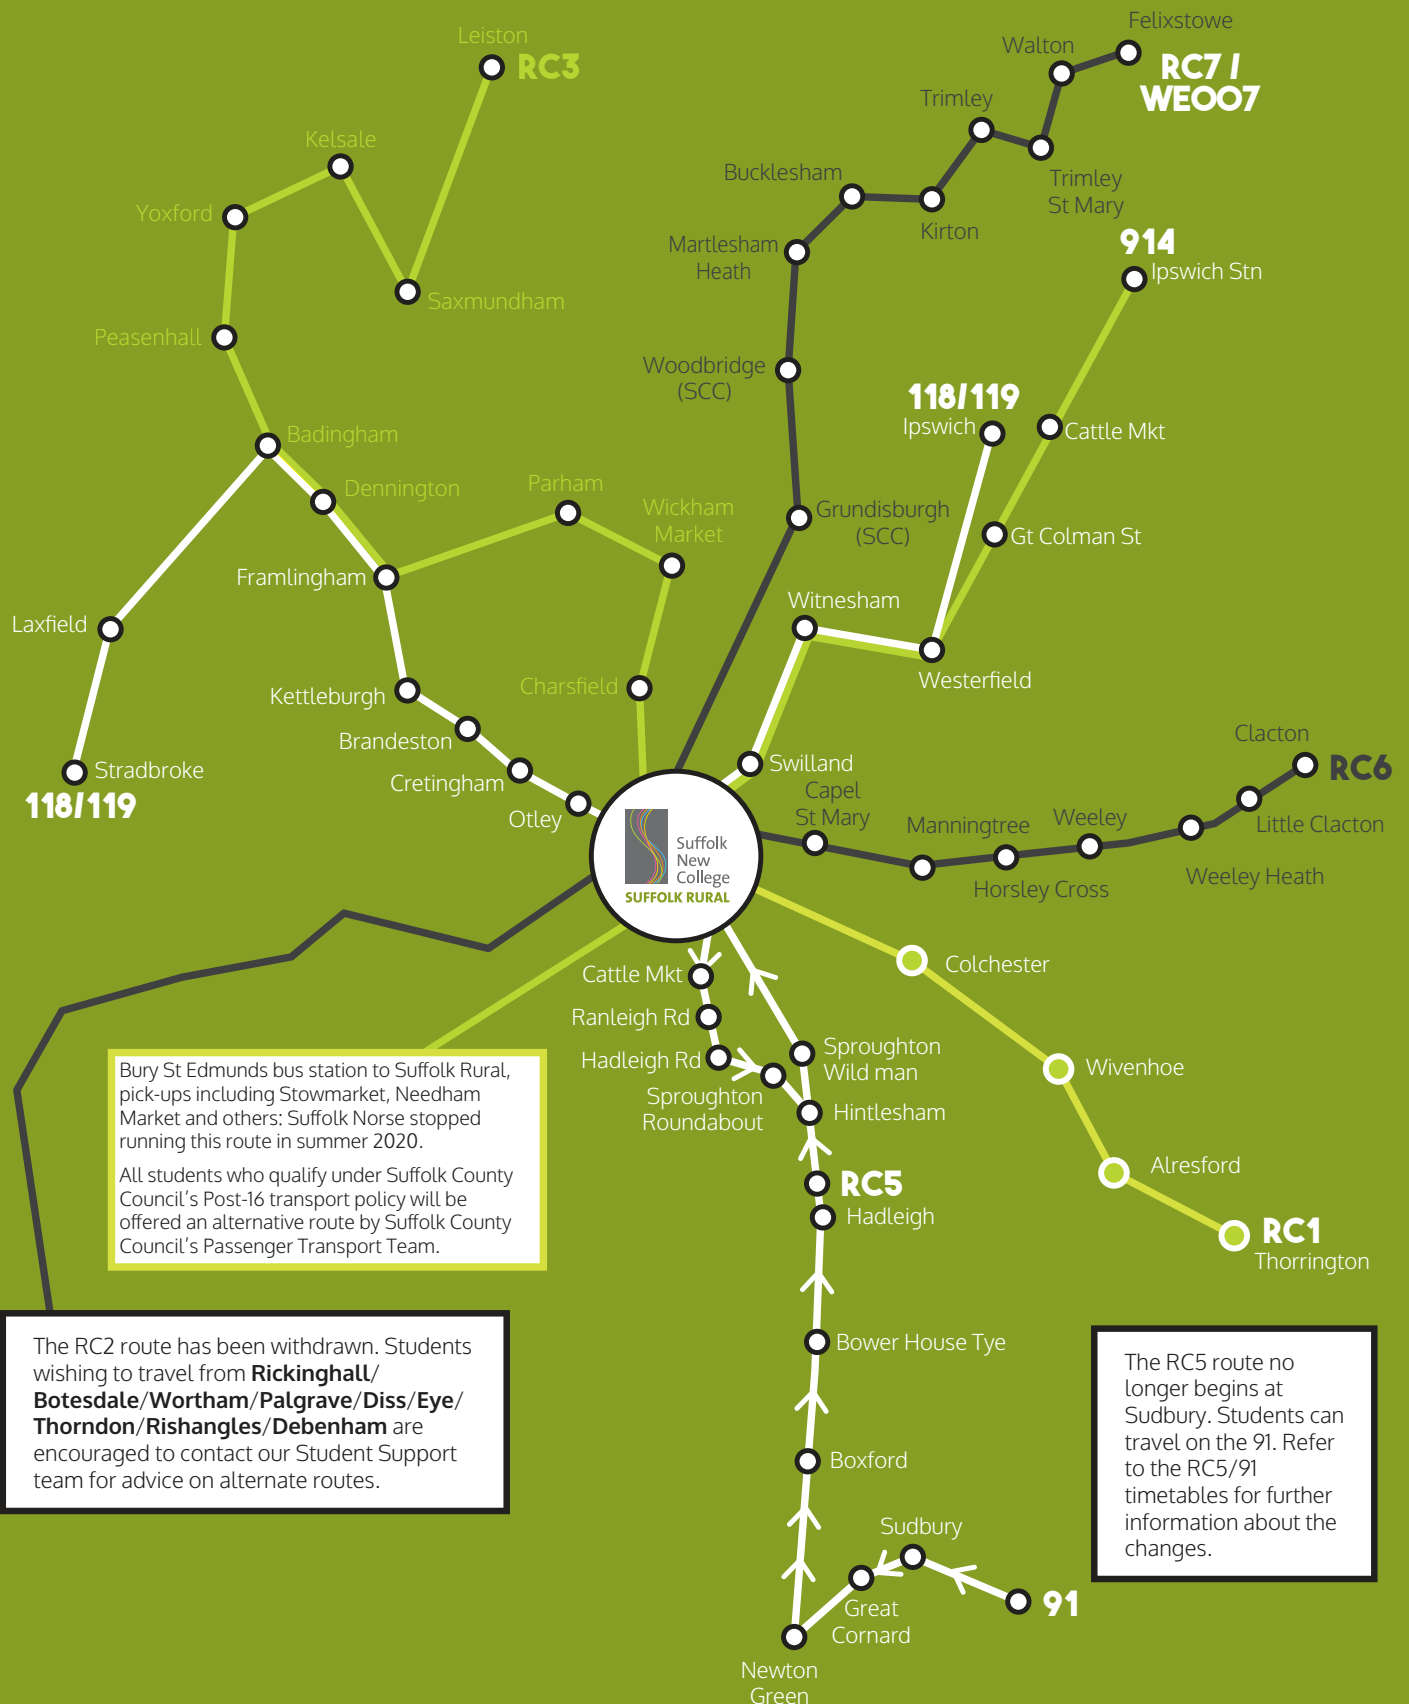 Leiston
RC3
Kelsale
Yoxford
Saxmundham
Peasenhall
Badingham
Dennington
Parham
Wickham
Market
Framlingham
Laxfield
Charsfield
Kettleburgh
Brandeston
Cretingham
Otley
Stradbroke
118/119
Felixstowe
Walton
RC7 /
WE007
Trimley
Trimley
St Mary
Bucklesham
Kirton
Martlesham
Heath
Woodbridge
(SCC)
Grundisburgh
(SCC)
914
Ipswich Stn
118/119
Ipswich
Cattle Mkt
Gt Colman St
Witnesham
Westerfield
Swilland
Capel
St Mary
Manningtree
Horsley Cross
Weeley
Weeley Heath
Little Clacton
Clacton
RC6
Suffolk
New
College
SUFFOLK RURAL
Colchester
Wivenhoe
Alresford
RC1
Thorrington
Cattle Mkt
Ranleigh Rd
Hadleigh Rd
Sproughton
Roundabout
Sproughton
Wild man
Hintlesham
RC5
Hadleigh
Bower House Tye
Boxford
Sudbury
Great
Cornard
91
Newton
Green
Bury St Edmunds bus station to Suffolk Rural,
pick-ups including Stowmarket, Needham
Market and others: Suffolk Norse stopped
running this route in summer 2020.
All students who qualify under Suffolk County
Council's Post-16 transport policy will be
offered an alternative route by Suffolk County
Council's Passenger Transport Team.
The RC2 route has been withdrawn. Students
wishing to travel from Rickinghall/
Botesdale/Wortham/Palgrave/Diss/Eye/
Thorndon/Rishangles/Debenham are
encouraged to contact our Student Support
team for advice on alternate routes.
The RC5 route no
longer begins at
Sudbury. Students can
travel on the 91. Refer
to the RC5/91
timetables for further
information about the
changes.